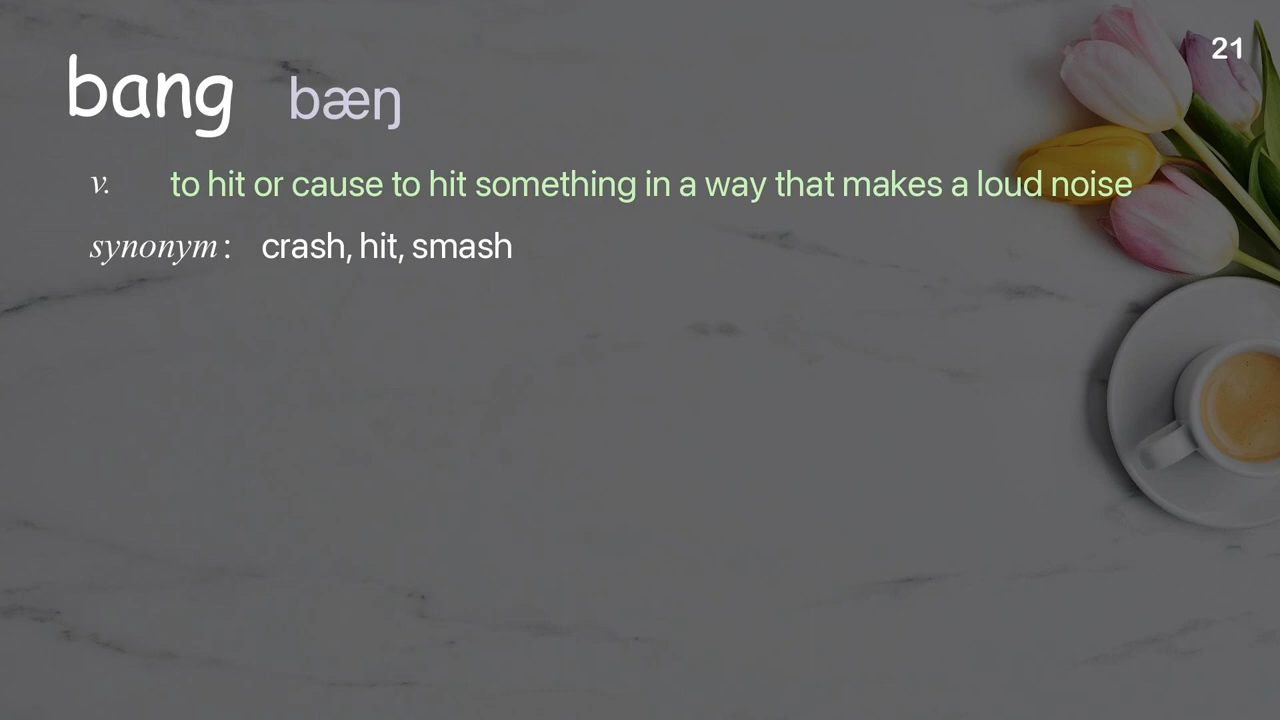 21
bang bæŋ
v. to hit or cause to hit something in a way that makes a loud noise
synonym : crash, hit, smash